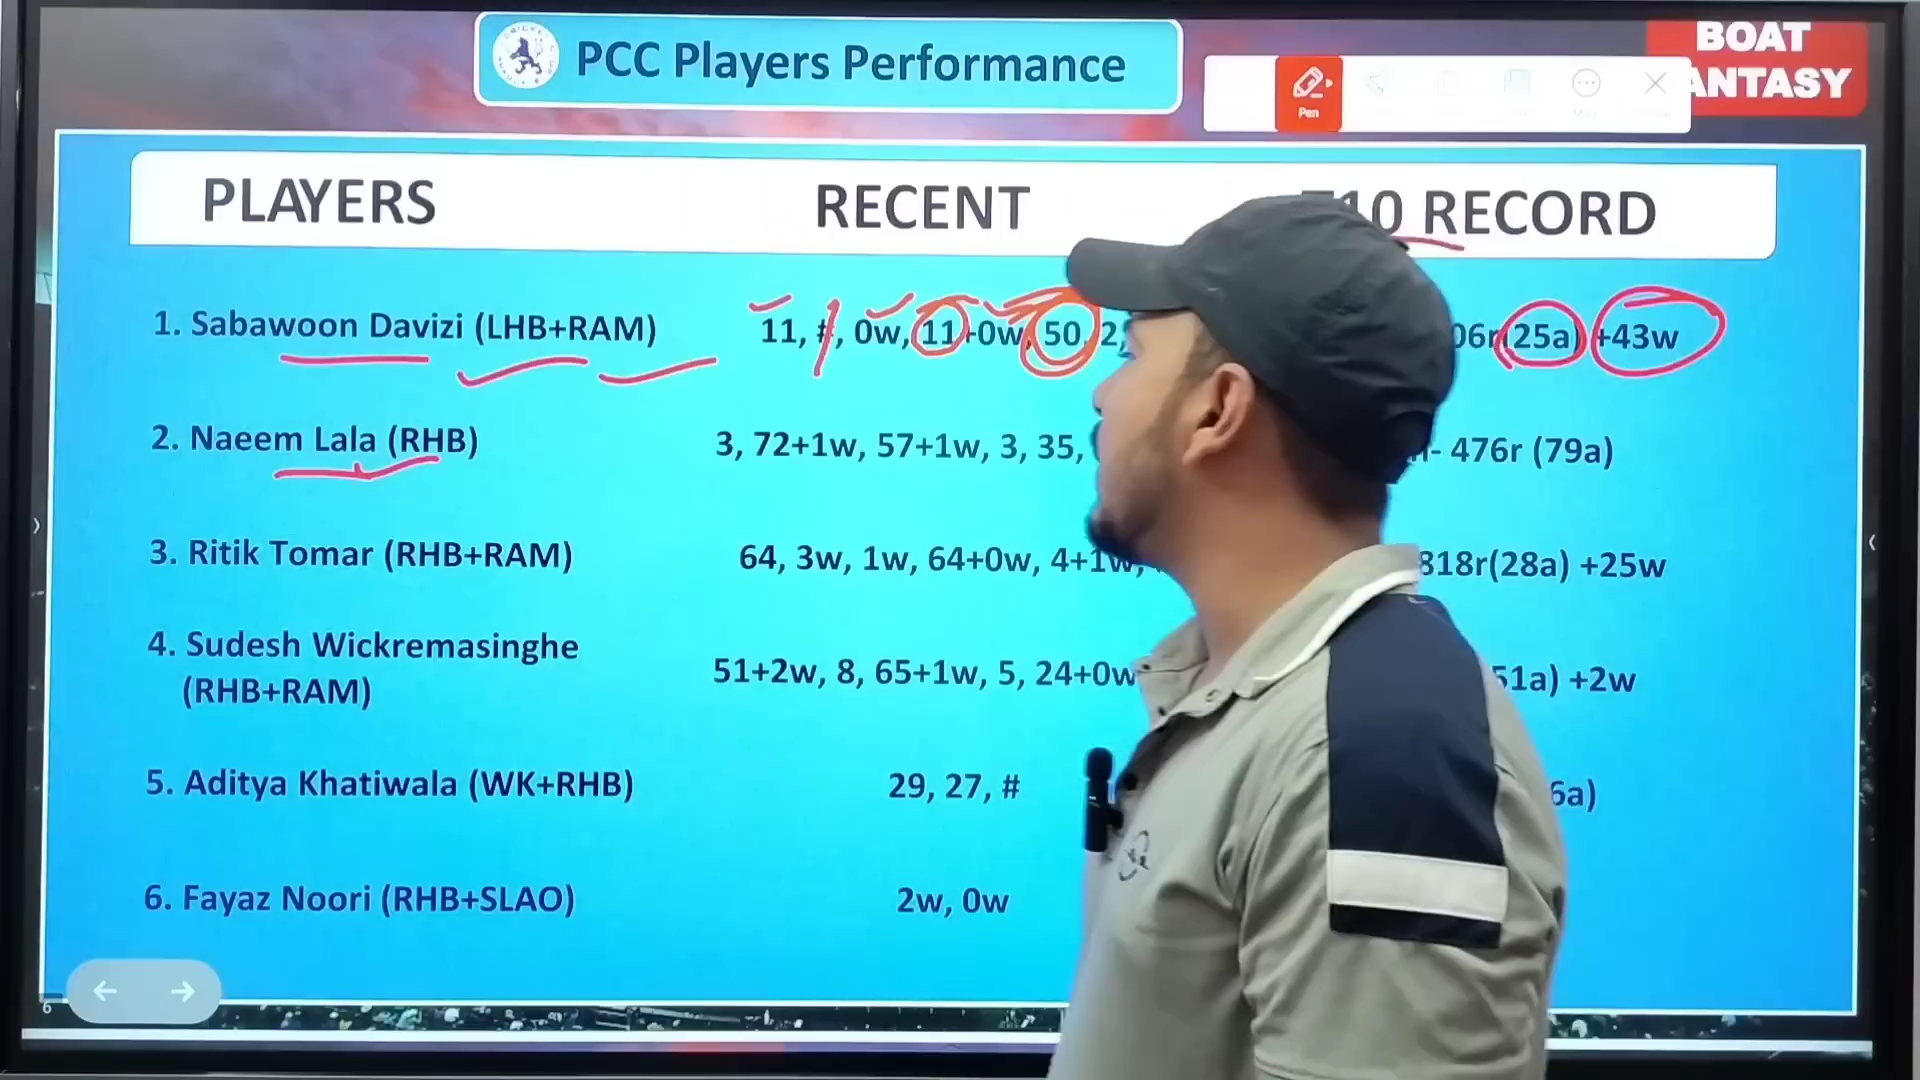 PCC Players Performance
BOAT
ANTASY
Pen
PLAYERS RECENT 10 RECORD
1. Sabawoon Davizi (LHB+RAM) 11, #, 0w, 11+0w, 50, 2, 06r(25a) +43w
2. Naeem Lala (RHB) 3, 72+1w, 57+1w, 3, 35, - 476r (79a)
3. Ritik Tomar (RHB+RAM) 64, 3w, 1w, 64+0w, 4+1w, 818r(28a) +25w
4. Sudesh Wickremasinghe
(RHB+RAM) 51+2w, 8, 65+1w, 5, 24+0w 51a) +2w
5. Aditya Khatiwala (WK+RHB) 29, 27, # 6a)
6. Fayaz Noori (RHB+SLAO) 2w, 0w
6